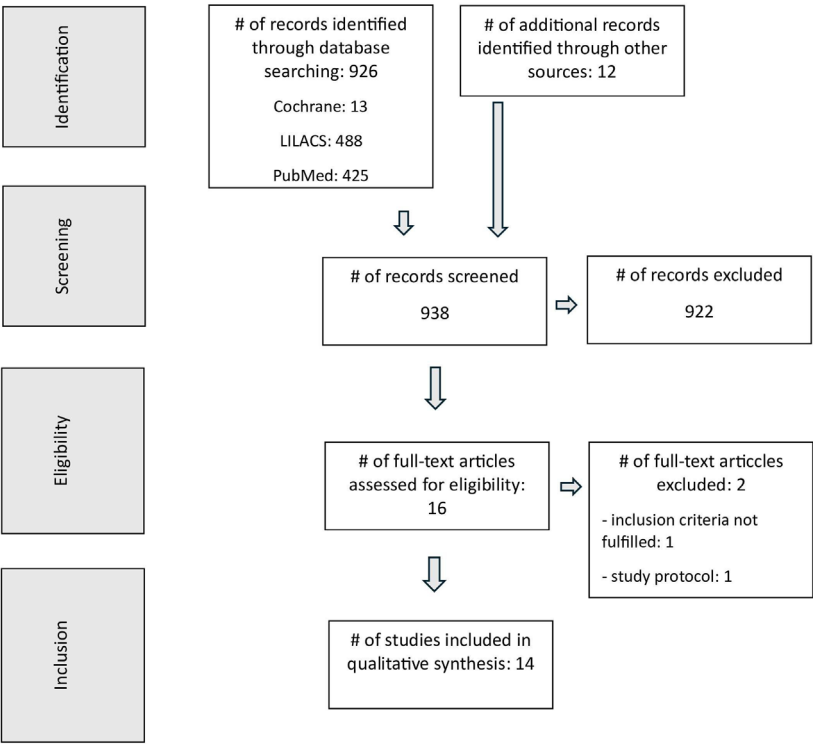 Identification
# of records identified
through database
searching: 926
Cochrane: 13
LILACS: 488
PubMed: 425
# of additional records
identified through other
sources: 12
Screening
# of records screened
938
# of records excluded
922
Eligibility
# of full-text articles
assessed for eligibility:
16
# of full-text articcles
excluded: 2
- inclusion criteria not
fulfilled: 1
- study protocol: 1
Inclusion
# of studies included in
qualitative synthesis: 14